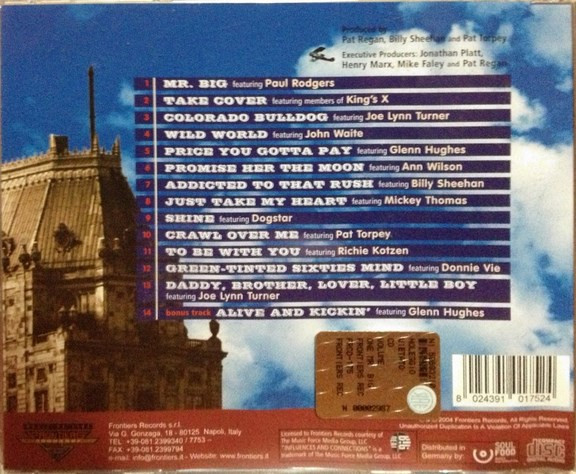 Produced by
Pat Regan, Billy Sheehan and Pat Torpey
Executive Producers: Jonathan Platt,
Henry Marx, Mike Faley and Pat Regan
1 MR. BIG featuring Paul Rodgers
2 TAKE COVER featuring members of King's X
3 COLORADO BULLDOG featuring Joe Lynn Turner
4 WILD WORLD featuring John Waite
5 PRICE YOU GOTTA PAY featuring Glenn Hughes
6 PROMISE HER THE MOON featuring Ann Wilson
7 ADDICTED TO THAT RUSH featuring Billy Sheehan
8 JUST TAKE MY HEART featuring Mickey Thomas
9 SHINE featuring Dogstar
10 CRAWL OVER ME featuring Pat Torpey
11 TO BE WITH YOU featuring Richie Kotzen
12 GREEN-TINTED SIXTIES MIND featuring Donnie Vie
13 DADDY, BROTHER, LOVER, LITTLE BOY
featuring Joe Lynn Turner
14 bonus track ALIVE AND KICKIN' featuring Glenn Hughes
N 00002987
8 024391 017524
Frontiers Records s.r.l.
Via G. Gonzaga, 18 - 80125 Napoli, Italy
TEL. +39-081 2399340 / 7753 –
FAX. +39-081 2399794
e-mail: info@frontiers.it - Website: www.frontiers.it
Licensed to Frontiers Records courtesy of
The Music Force Media Group, LLC.
"INFLUENCES AND CONNECTIONS"
The Music Force Media Group, LLC
2004 Frontiers Records. All Rights Reserved.
Unauthorized Duplication Is A Violation Of Applicable Laws
Distributed in
Germany by:
SOUL
FOOD
COMPACT
disc